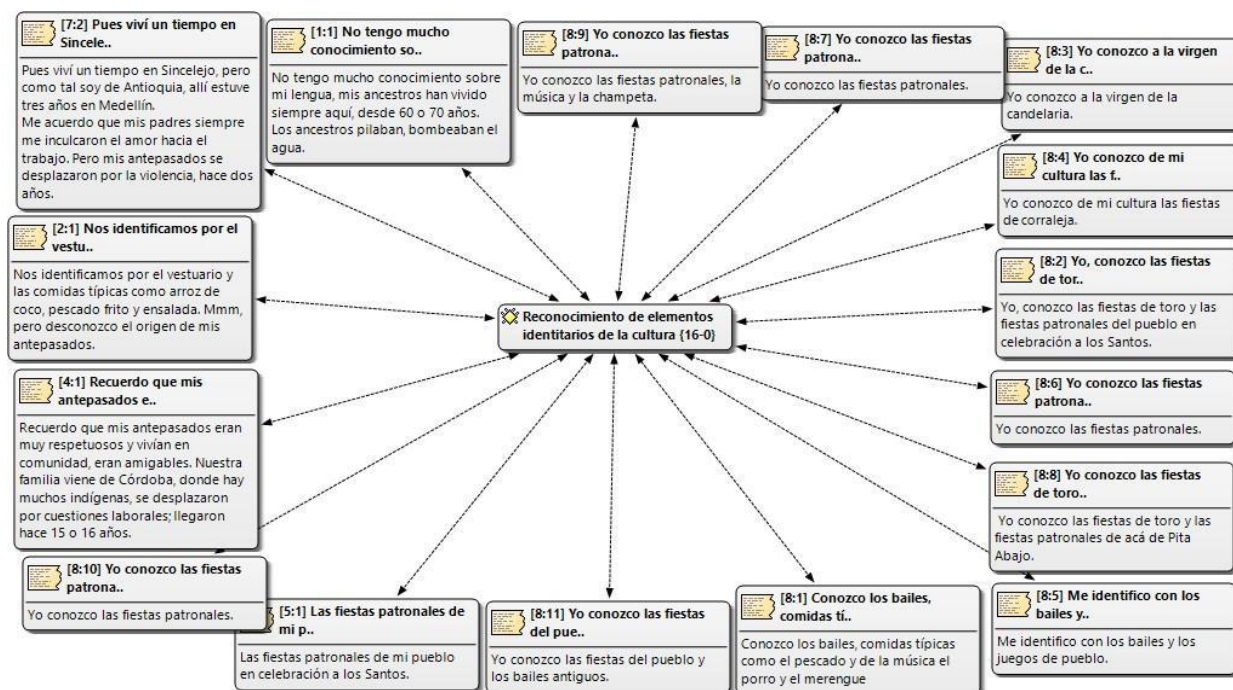 [7:2] Pues viví un tiempo en
Sincele..
Pues viví un tiempo en Sincelejo, pero
como tal soy de Antioquia, allí estuve
tres años en Medellín.
Me acuerdo que mis padres siempre
me inculcaron el amor hacia el
trabajo. Pero mis antepasados se
desplazaron por la violencia, hace dos
años.
[1:1] No tengo mucho
conocimiento so..
No tengo mucho conocimiento sobre
mi lengua, mis ancestros han vivido
siempre aquí, desde 60 o 70 años.
Los ancestros pilaban, bombeaban el
agua.
[8:9] Yo conozco las fiestas
patrona..
Yo conozco las fiestas patronales, la
música y la champeta.
[8:7] Yo conozco las fiestas
patrona..
Yo conozco las fiestas patronales.
[8:3] Yo conozco a la virgen
de la c..
Yo conozco a la virgen de la
candelaria.
[8:4] Yo conozco de mi
cultura las f..
Yo conozco de mi cultura las fiestas
de corraleja.
[2:1] Nos identificamos por el
vestu..
Nos identificamos por el vestuario y
las comidas típicas como arroz de
coco, pescado frito y ensalada. Mmm,
pero desconozco el origen de mis
antepasados.
[8:2] Yo, conozco las fiestas
de tor..
Yo, conozco las fiestas de toro y las
fiestas patronales del pueblo en
celebración a los Santos.
Reconocimiento de elementos
identitarios de la cultura {16-0}
[4:1] Recuerdo que mis
antepasados e..
Recuerdo que mis antepasados eran
muy respetuosos y vivían en
comunidad, eran amigables. Nuestra
familia viene de Córdoba, donde hay
muchos indígenas, se desplazaron
por cuestiones laborales; llegaron
hace 15 o 16 años.
[8:6] Yo conozco las fiestas
patrona..
Yo conozco las fiestas patronales.
[8:8] Yo conozco las fiestas
de toro..
Yo conozco las fiestas de toro y las
fiestas patronales de acá de Pita
Abajo.
[8:10] Yo conozco las fiestas
patrona..
Yo conozco las fiestas patronales.
[5:1] Las fiestas patronales de
mi p..
Las fiestas patronales de mi pueblo
en celebración a los Santos.
[8:11] Yo conozco las fiestas
del pue..
Yo conozco las fiestas del pueblo y
los bailes antiguos.
[8:1] Conozco los bailes,
comidas tí..
Conozco los bailes, comidas típicas
como el pescado y de la música el
porro y el merengue
[8:5] Me identifico con los
bailes y..
Me identifico con los bailes y los
juegos de pueblo.